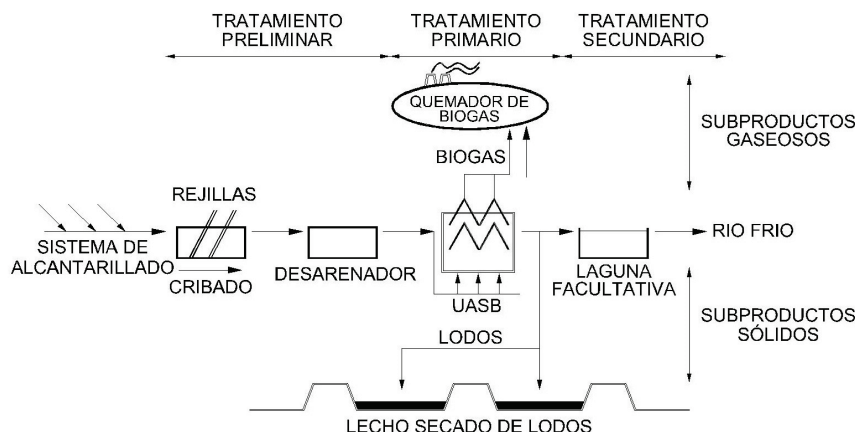 TRATAMIENTO
PRELIMINAR
TRATAMIENTO
PRIMARIO
TRATAMIENTO
SECUNDARIO
QUEMADOR DE
BIOGAS
SUBPRODUCTOS
GASEOSOS
BIOGAS
REJILLAS
SISTEMA DE
ALCANTARILLADO
CRIBADO
DESARENADOR
UASB
LAGUNA
FACULTATIVA
RIO FRIO
SUBPRODUCTOS
SÓLIDOS
LODOS
LECHO SECADO DE LODOS